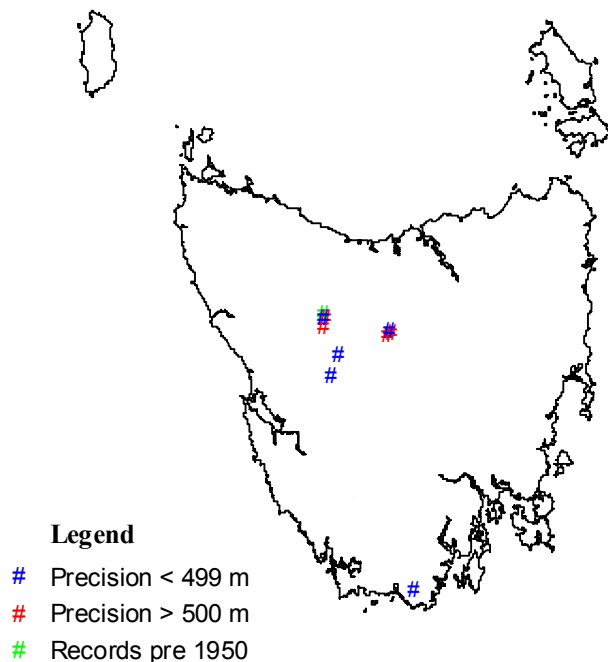 Legend
# Precision < 499 m
# Precision > 500 m
# Records pre 1950